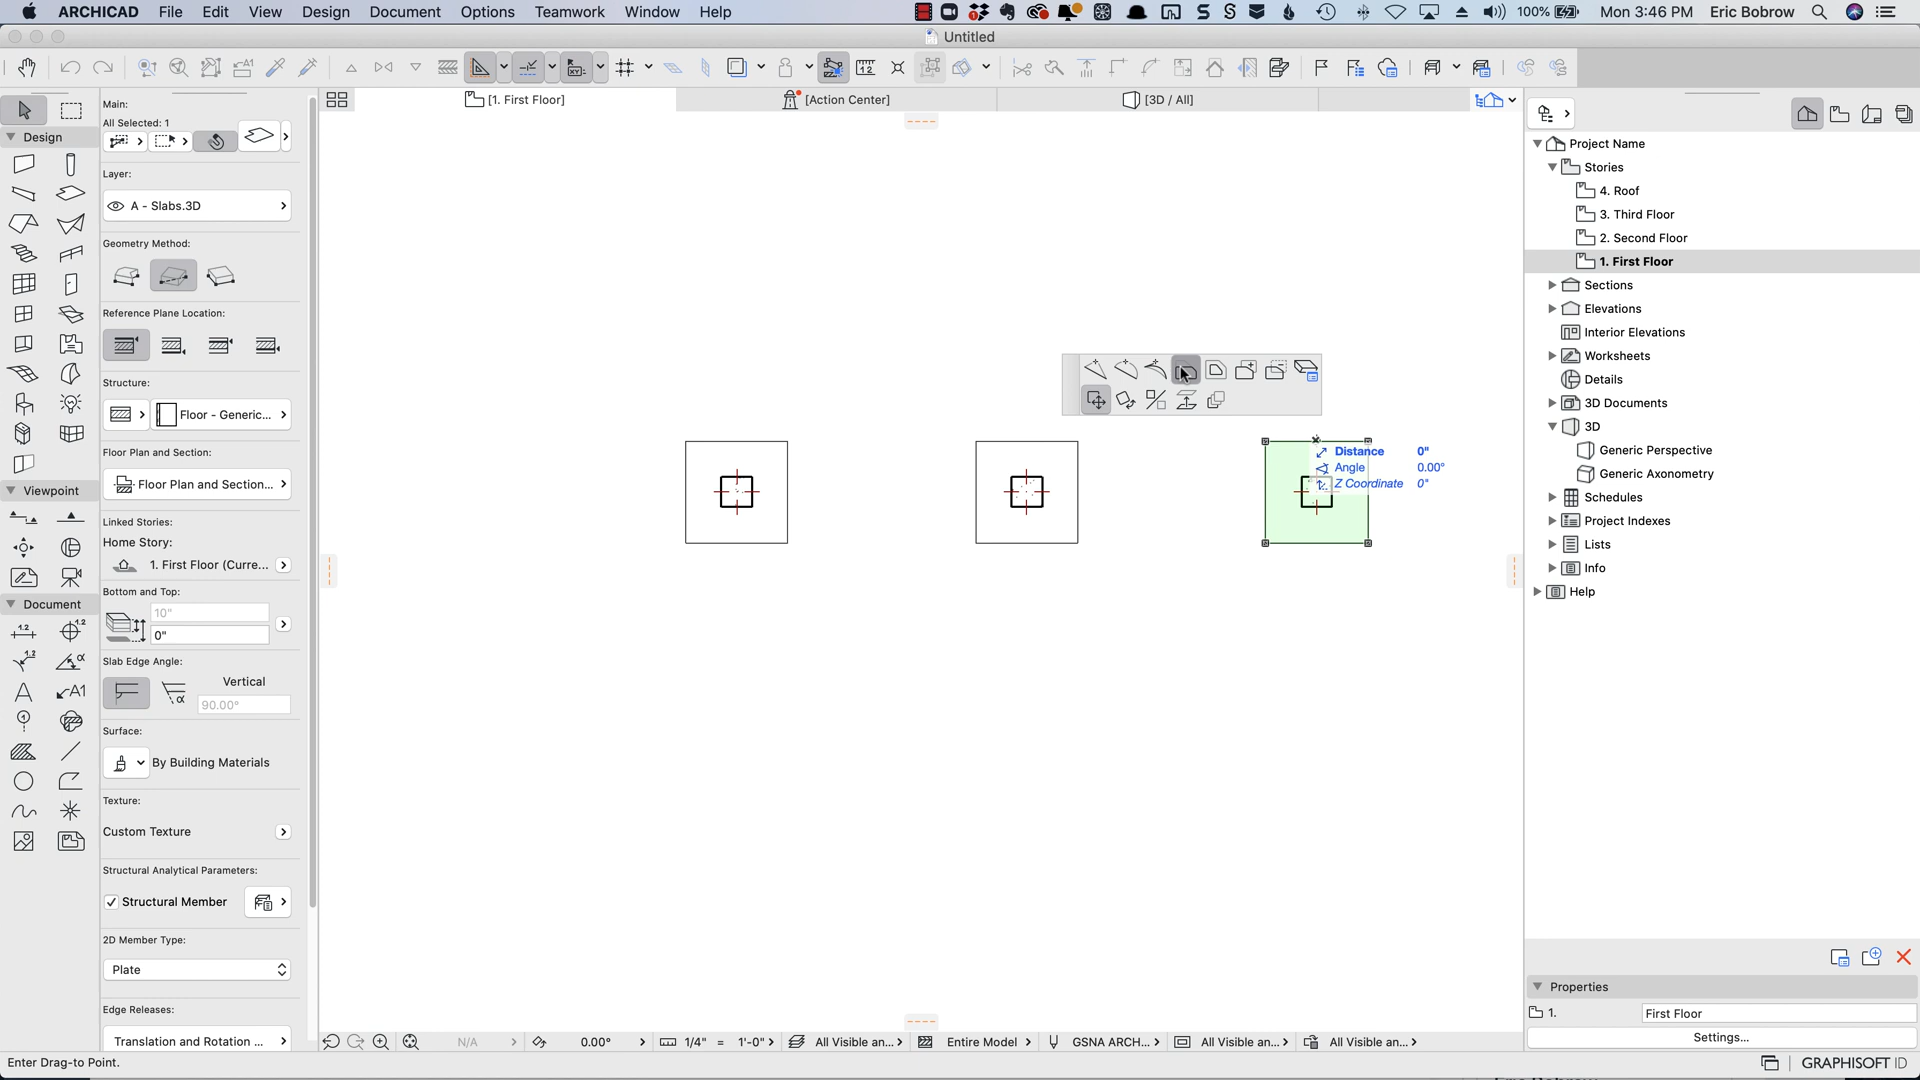 ARCHICAD File Edit View Design Document Options Teamwork Window Help 100% Mon 3:46 PM Eric Bobrow
Untitled
[1. First Floor] [Action Center] [3D / All]
Main:
All Selected: 1
Design
Layer:
A - Slabs.3D
Geometry Method:
Reference Plane Location:
Structure:
Floor - Generic...
Floor Plan and Section:
Floor Plan and Section...
Viewpoint
Linked Stories:
Home Story:
1. First Floor (Curre...
Bottom and Top:
10"
0"
Document
Slab Edge Angle:
Vertical
90.00°
Surface:
By Building Materials
Texture:
Custom Texture
Structural Analytical Parameters:
Structural Member
2D Member Type:
Plate
Edge Releases:
Translation and Rotation ...
Distance 0"
Angle 0.00°
Z Coordinate 0"
Project Name
Stories
4. Roof
3. Third Floor
2. Second Floor
1. First Floor
Sections
Elevations
Interior Elevations
Worksheets
Details
3D Documents
3D
Generic Perspective
Generic Axonometry
Schedules
Project Indexes
Lists
Info
Help
Properties
1. First Floor
Settings...
N/A 0.00° 1/4" = 1'-0" All Visible an... Entire Model GSNA ARCH... All Visible an... All Visible an...
Enter Drag-to Point.
GRAPHISOFT ID